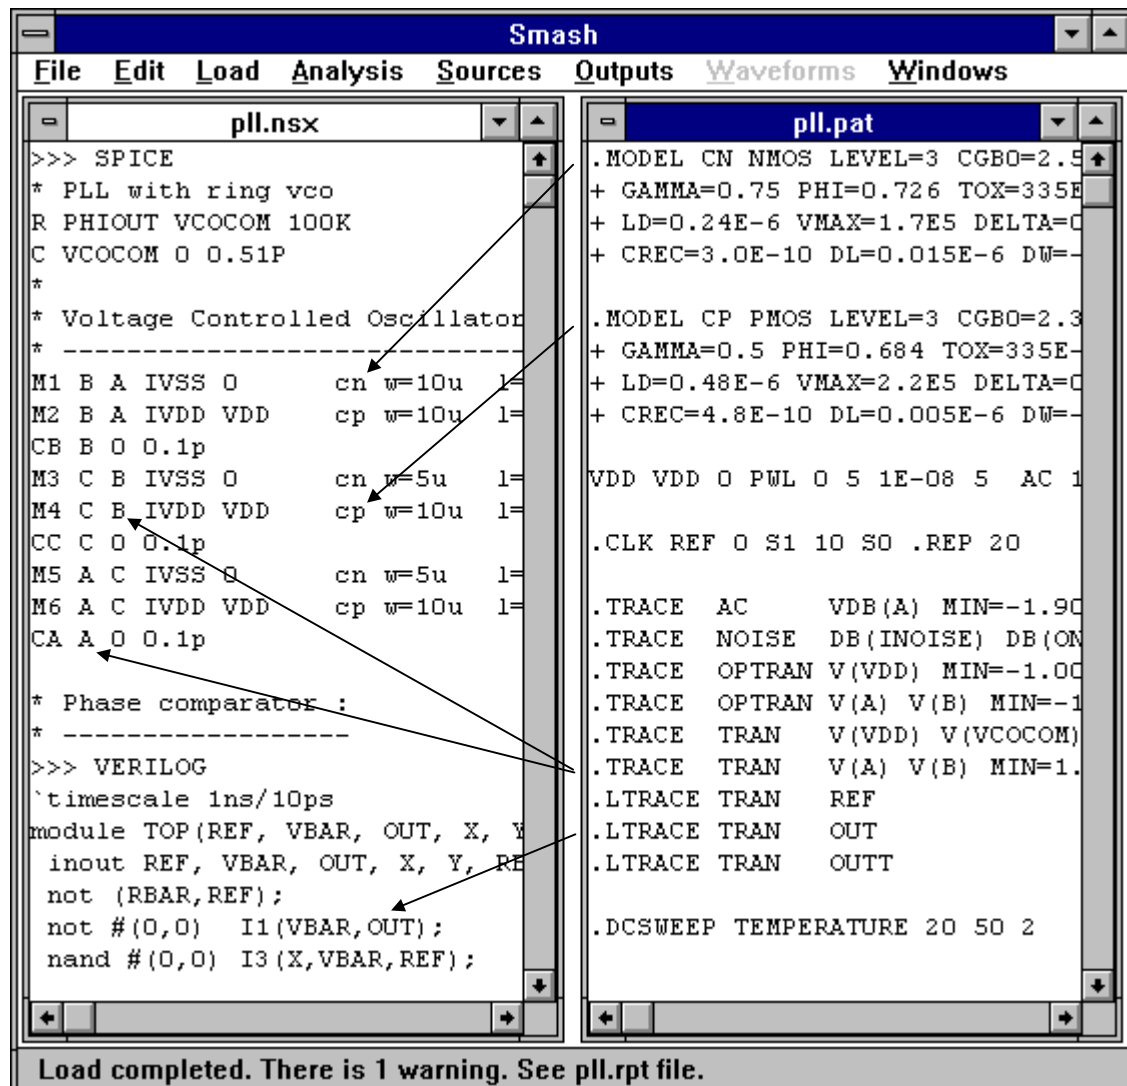 Smash
File Edit Load Analysis Sources Outputs Waveforms Windows
pll.nsx
>>> SPICE
* PLL with ring vco
R PHIOUT VCOCOM 100K
C VCOCOM 0 0.51P
*
* Voltage Controlled Oscillator
* -----------------------------
M1 B A IVSS 0 cn w=10u l=
M2 B A IVDD VDD cp w=10u l=
CB B 0 0.1p
M3 C B IVSS 0 cn w=5u l=
M4 C B IVDD VDD cp w=10u l=
CC C 0 0.1p
M5 A C IVSS 0 cn w=5u l=
M6 A C IVDD VDD cp w=10u l=
CA A 0 0.1p
* Phase comparator :
* ------------------
>>> VERILOG
`timescale 1ns/10ps
module TOP(REF, VBAR, OUT, X, Y
inout REF, VBAR, OUT, X, Y, RB
not (RBAR,REF);
not #(0,0) I1(VBAR,OUT);
nand #(0,0) I3(X,VBAR,REF);
pll.pat
.MODEL CN NMOS LEVEL=3 CGBO=2.5
+ GAMMA=0.75 PHI=0.726 TOX=335E
+ LD=0.24E-6 VMAX=1.7E5 DELTA=0
+ CREC=3.0E-10 DL=0.015E-6 DW=-
.MODEL CP PMOS LEVEL=3 CGBO=2.3
+ GAMMA=0.5 PHI=0.684 TOX=335E-
+ LD=0.48E-6 VMAX=2.2E5 DELTA=0
+ CREC=4.8E-10 DL=0.005E-6 DW=-
VDD VDD 0 PWL 0 5 1E-08 5 AC 1
.CLK REF 0 S1 10 S0 .REP 20
.TRACE AC VDB(A) MIN=-1.90
.TRACE NOISE DB(INOISE) DB(ON
.TRACE OPTRAN V(VDD) MIN=-1.00
.TRACE OPTRAN V(A) V(B) MIN=-1
.TRACE TRAN V(VDD) V(VCOCOM)
.TRACE TRAN V(A) V(B) MIN=1.
.LTRACE TRAN REF
.LTRACE TRAN OUT
.LTRACE TRAN OUTT
.DCSWEEP TEMPERATURE 20 50 2
Load completed. There is 1 warning. See pll.rpt file.